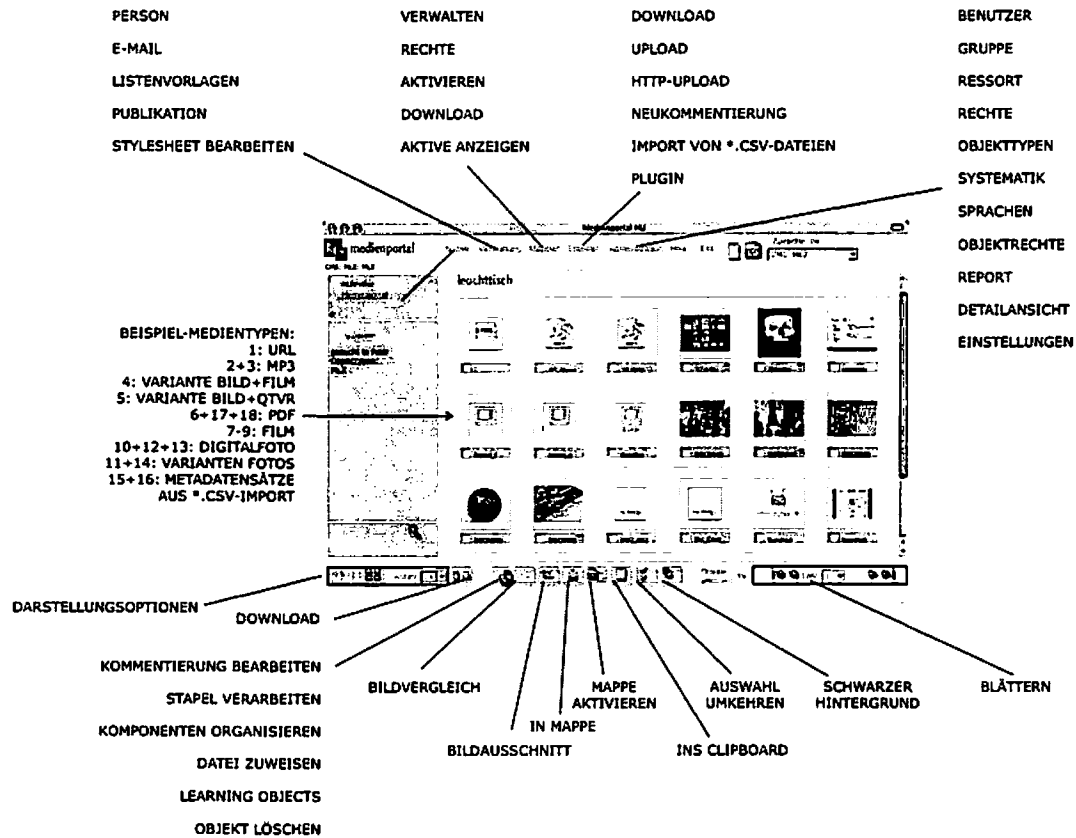 PERSON
E-MAIL
LISTENVORLAGEN
PUBLIKATION
STYLESHEET BEARBEITEN
VERWALTEN
RECHTE
AKTIVIEREN
DOWNLOAD
AKTIVE ANZEIGEN
DOWNLOAD
UPLOAD
HTTP-UPLOAD
NEUKOMMENTIERUNG
IMPORT VON *.CSV-DATEIEN
PLUGIN
BENUTZER
GRUPPE
RESSORT
RECHTE
OBJEKTTYPEN
SYSTEMATIK
SPRACHEN
OBJEKTRECHTE
REPORT
DETAILANSICHT
EINSTELLUNGEN
medienportal
leuchttisch
BEISPIEL-MEDIENTYPEN:
1: URL
2+3: MP3
4: VARIANTE BILD+FILM
5: VARIANTE BILD+QTVR
6+17+18: PDF
7-9: FILM
10+12+13: DIGITALFOTO
11+14: VARIANTEN FOTOS
15+16: METADATENSÄTZE
AUS *.CSV-IMPORT
DARSTELLUNGSOPTIONEN
DOWNLOAD
KOMMENTIERUNG BEARBEITEN
STAPEL VERARBEITEN
KOMPONENTEN ORGANISIEREN
DATEI ZUWEISEN
LEARNING OBJECTS
OBJEKT LÖSCHEN
BILDVERGLEICH
BILDAUSSCHNITT
IN MAPPE
MAPPE
AKTIVIEREN
INS CLIPBOARD
AUSWAHL
UMKEHREN
SCHWARZER
HINTERGRUND
BLÄTTERN